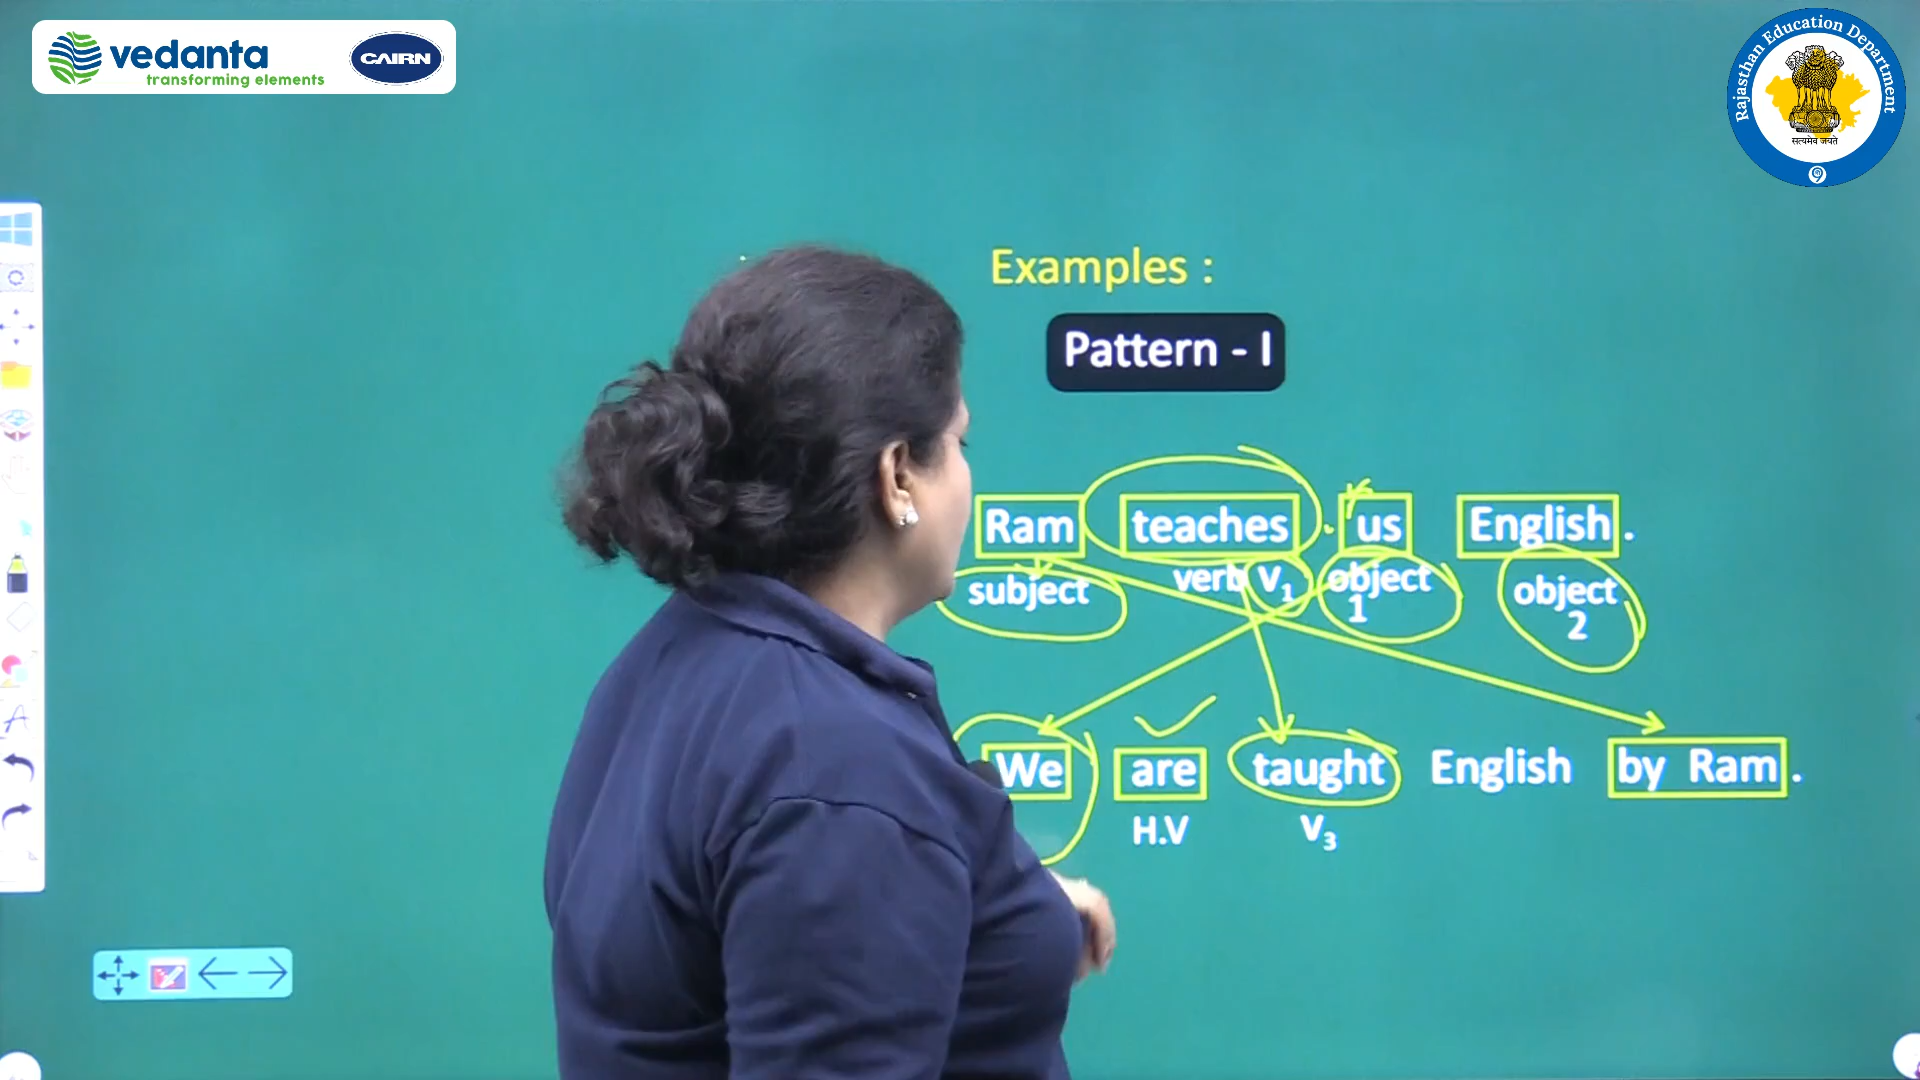 vedanta
transforming elements
CAIRN
Rajasthan Education Department
सत्यमेव जयते
Examples :
Pattern - I
Ram teaches us English .
subject verb V1 object 1 object 2
We are taught English by Ram .
H.V V3